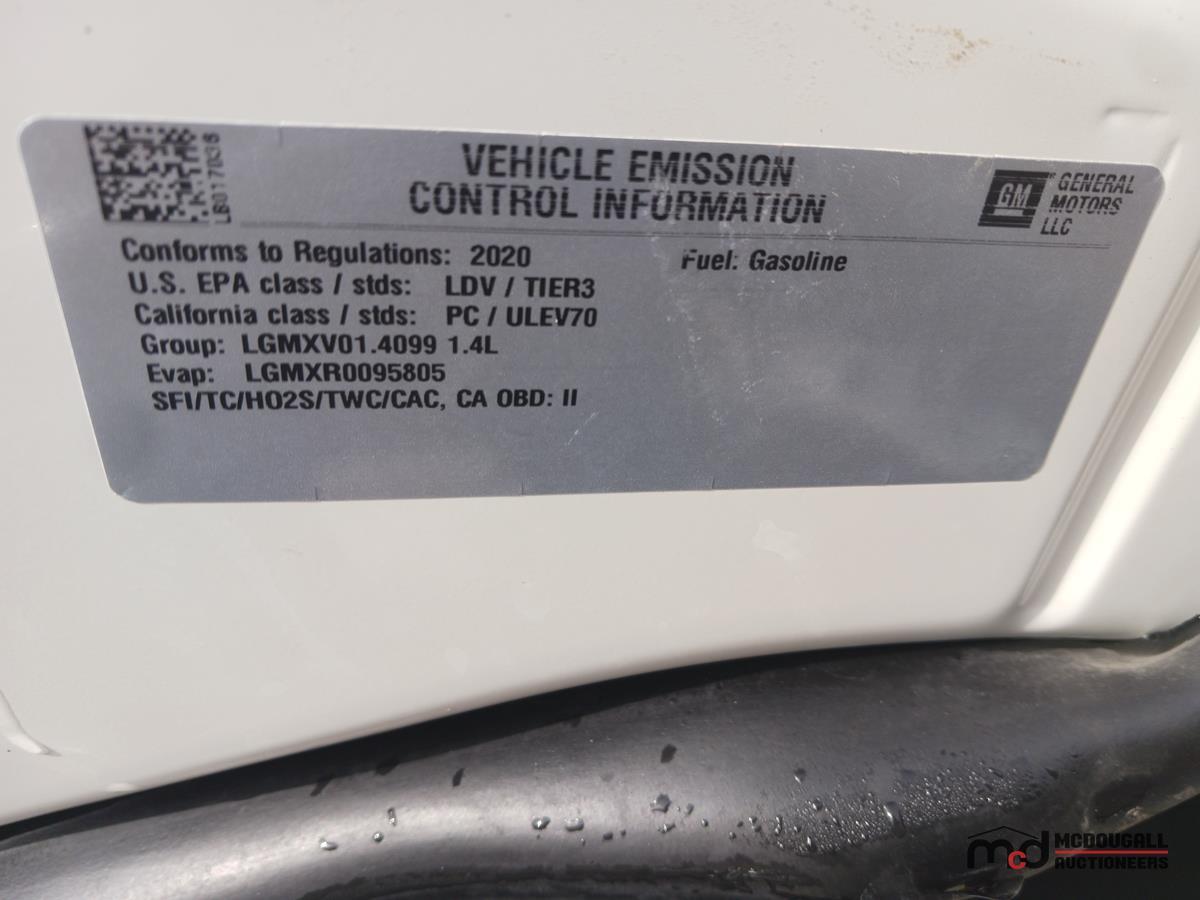 LB017D3S
VEHICLE EMISSION
CONTROL INFORMATION
GM
GENERAL
MOTORS
LLC
Conforms to Regulations: 2020 Fuel: Gasoline
U.S. EPA class / stds: LDV / TIER3
California class / stds: PC / ULEV70
Group: LGMXV01.4099 1.4L
Evap: LGMXR0095805
SFI/TC/HO2S/TWC/CAC, CA OBD: II
mcd
MCDOUGALL
AUCTIONEERS